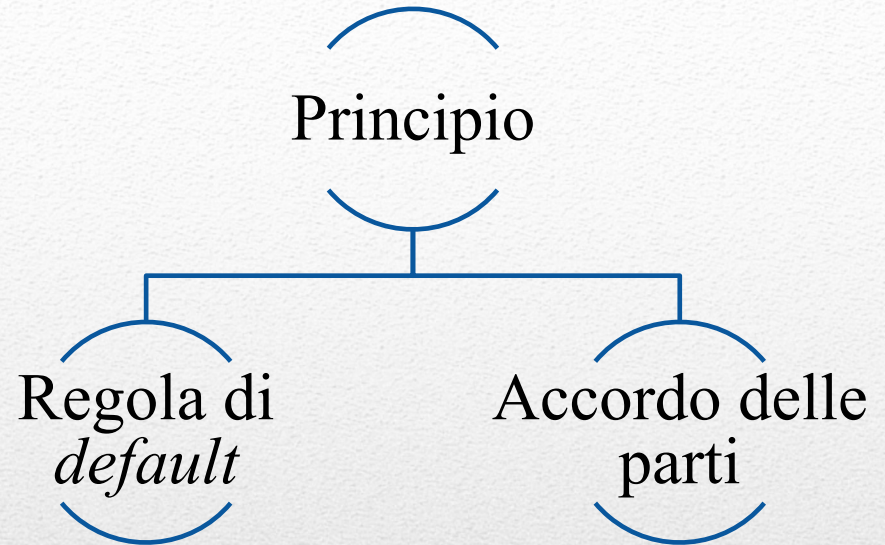 Principio
Regola di
default
Accordo delle
parti